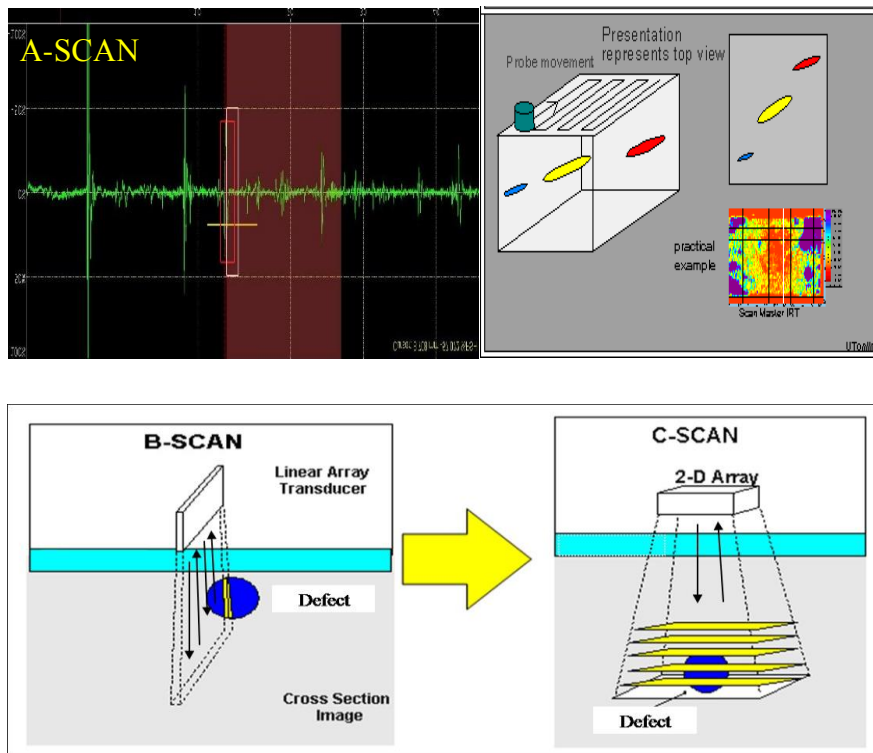 A-SCAN
Presentation
represents top view
Probe movement
practical
example
Scan Master IRT
B-SCAN
Linear Array
Transducer
Defect
Cross Section
Image
C-SCAN
2-D Array
Defect